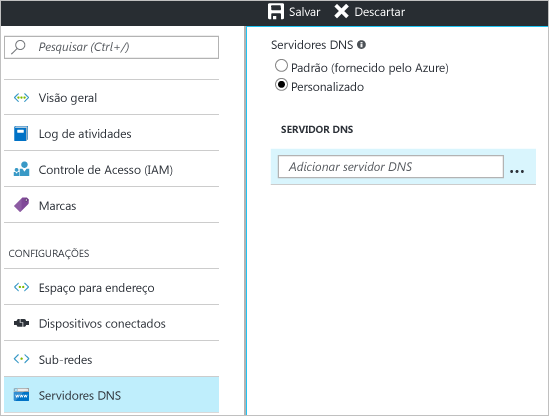 Salvar Descartar
Pesquisar (Ctrl+/)
Visão geral
Log de atividades
Controle de Acesso (IAM)
Marcas
CONFIGURAÇÕES
Espaço para endereço
Dispositivos conectados
Sub-redes
Servidores DNS
Servidores DNS
Padrão (fornecido pelo Azure)
Personalizado
SERVIDOR DNS
Adicionar servidor DNS ...